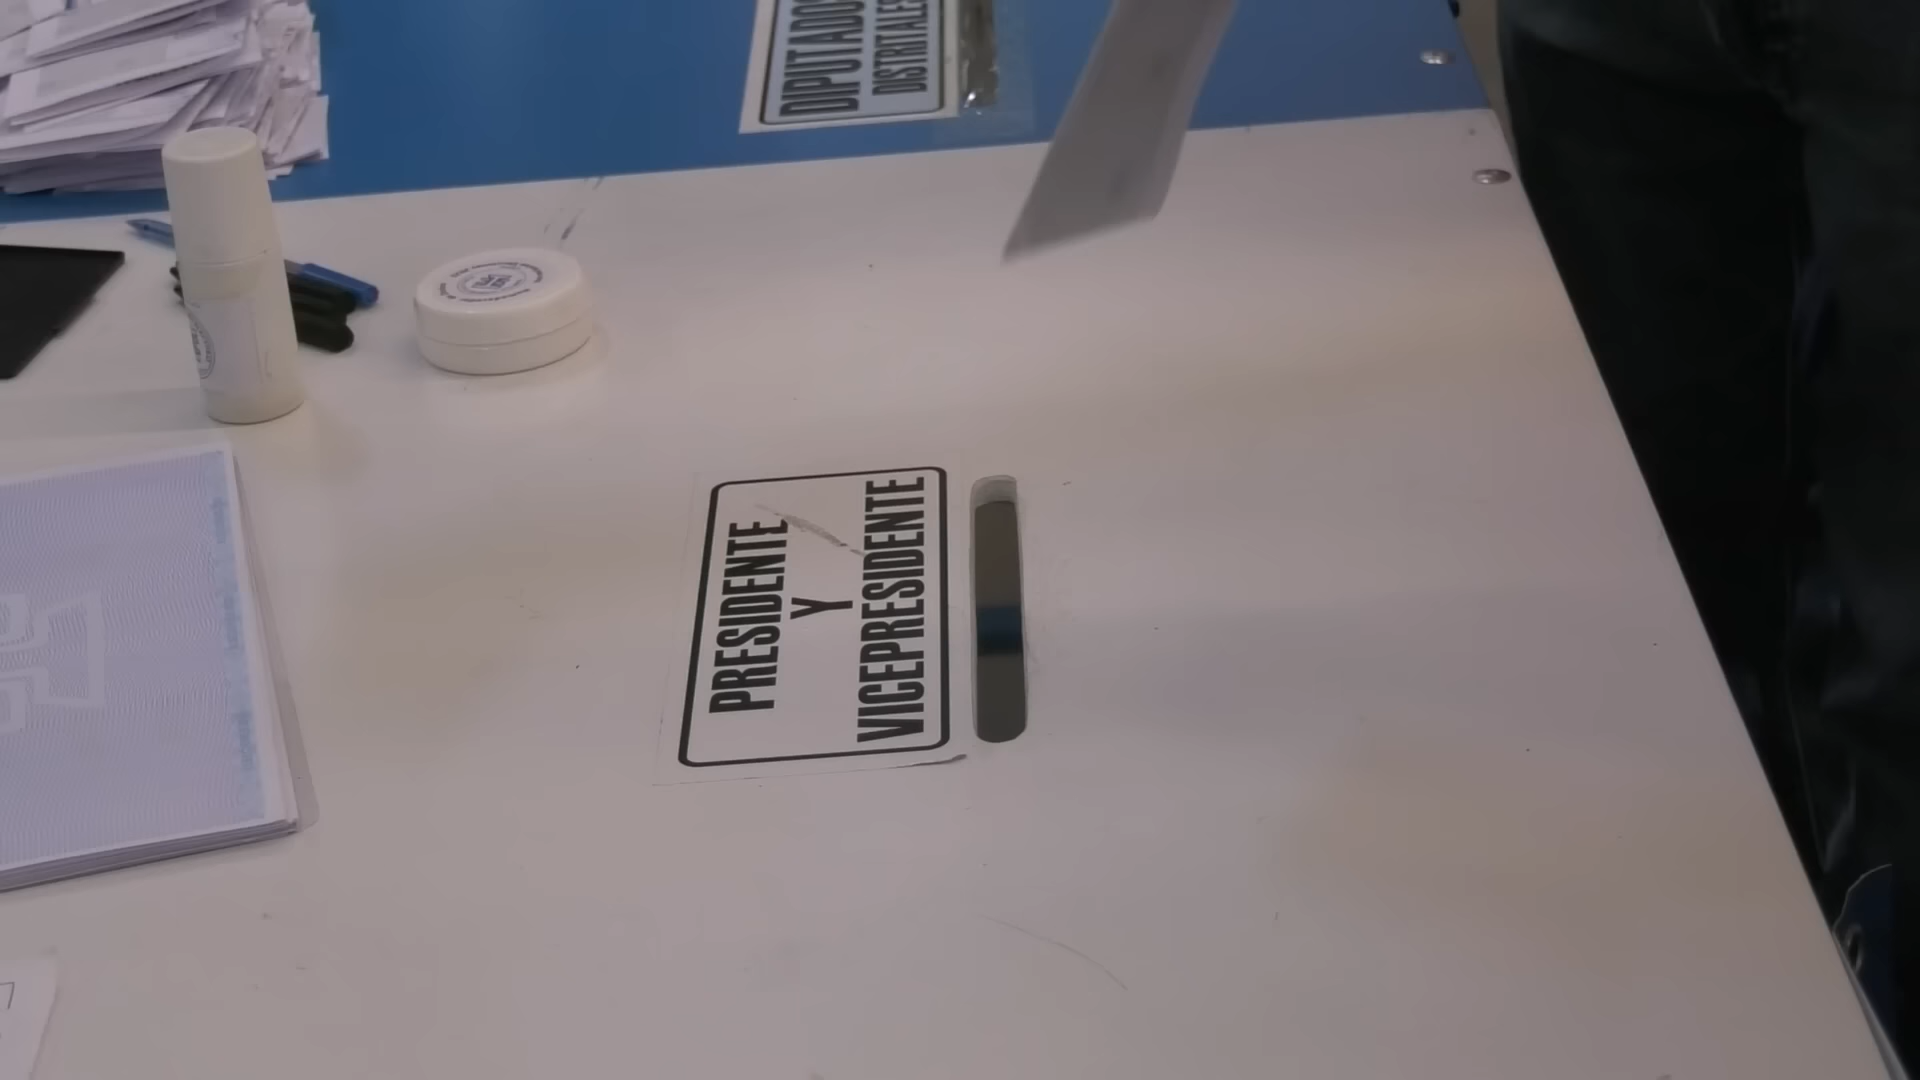 DIPUTADOS
DISTRITALES
PRESIDENTE
Y
VICEPRESIDENTE